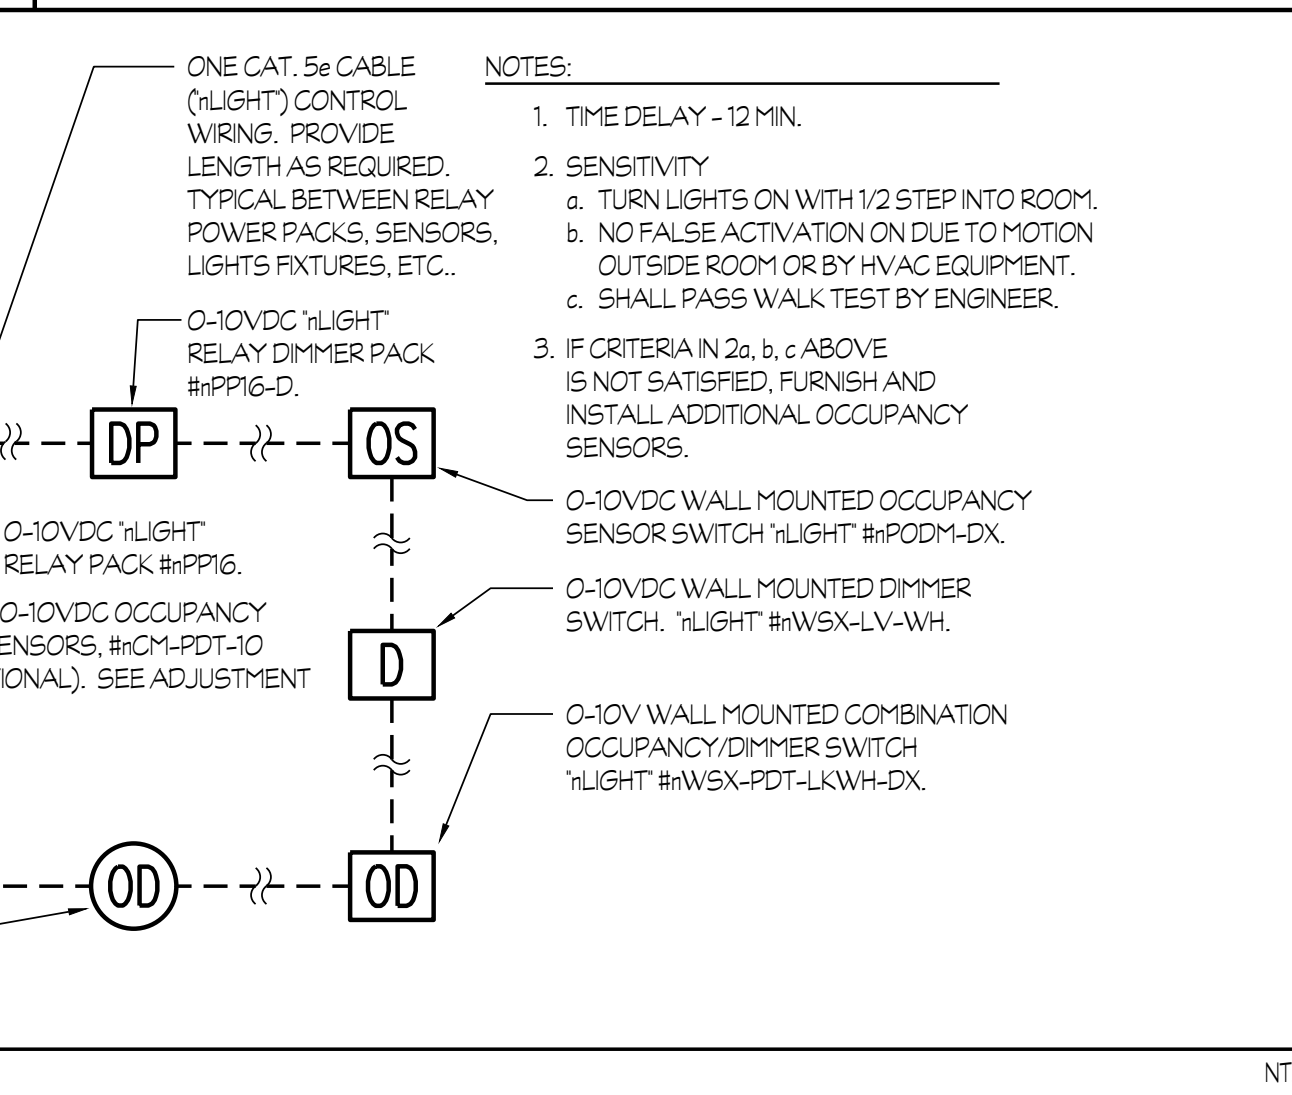 ONE CAT. 5e CABLE
("nLIGHT") CONTROL
WIRING. PROVIDE
LENGTH AS REQUIRED.
TYPICAL BETWEEN RELAY
POWER PACKS, SENSORS,
LIGHTS FIXTURES, ETC..
0-10VDC "nLIGHT"
RELAY DIMMER PACK
#nPP16-D.
DP
OS
0-10VDC "nLIGHT"
RELAY PACK #nPP16.
0-10VDC OCCUPANCY
ENSORS, #nCM-PDT-10
TIONAL). SEE ADJUSTMENT
D
OD
OD
NOTES:
1. TIME DELAY - 12 MIN.
2. SENSITIVITY
a. TURN LIGHTS ON WITH 1/2 STEP INTO ROOM.
b. NO FALSE ACTIVATION ON DUE TO MOTION
OUTSIDE ROOM OR BY HVAC EQUIPMENT.
c. SHALL PASS WALK TEST BY ENGINEER.
3. IF CRITERIA IN 2a, b, c ABOVE
IS NOT SATISFIED, FURNISH AND
INSTALL ADDITIONAL OCCUPANCY
SENSORS.
0-10VDC WALL MOUNTED OCCUPANCY
SENSOR SWITCH "nLIGHT" #nPODM-DX.
0-10VDC WALL MOUNTED DIMMER
SWITCH. "nLIGHT" #nWSX-LV-WH.
0-10V WALL MOUNTED COMBINATION
OCCUPANCY/DIMMER SWITCH
"nLIGHT" #nWSX-PDT-LKWH-DX.
NT